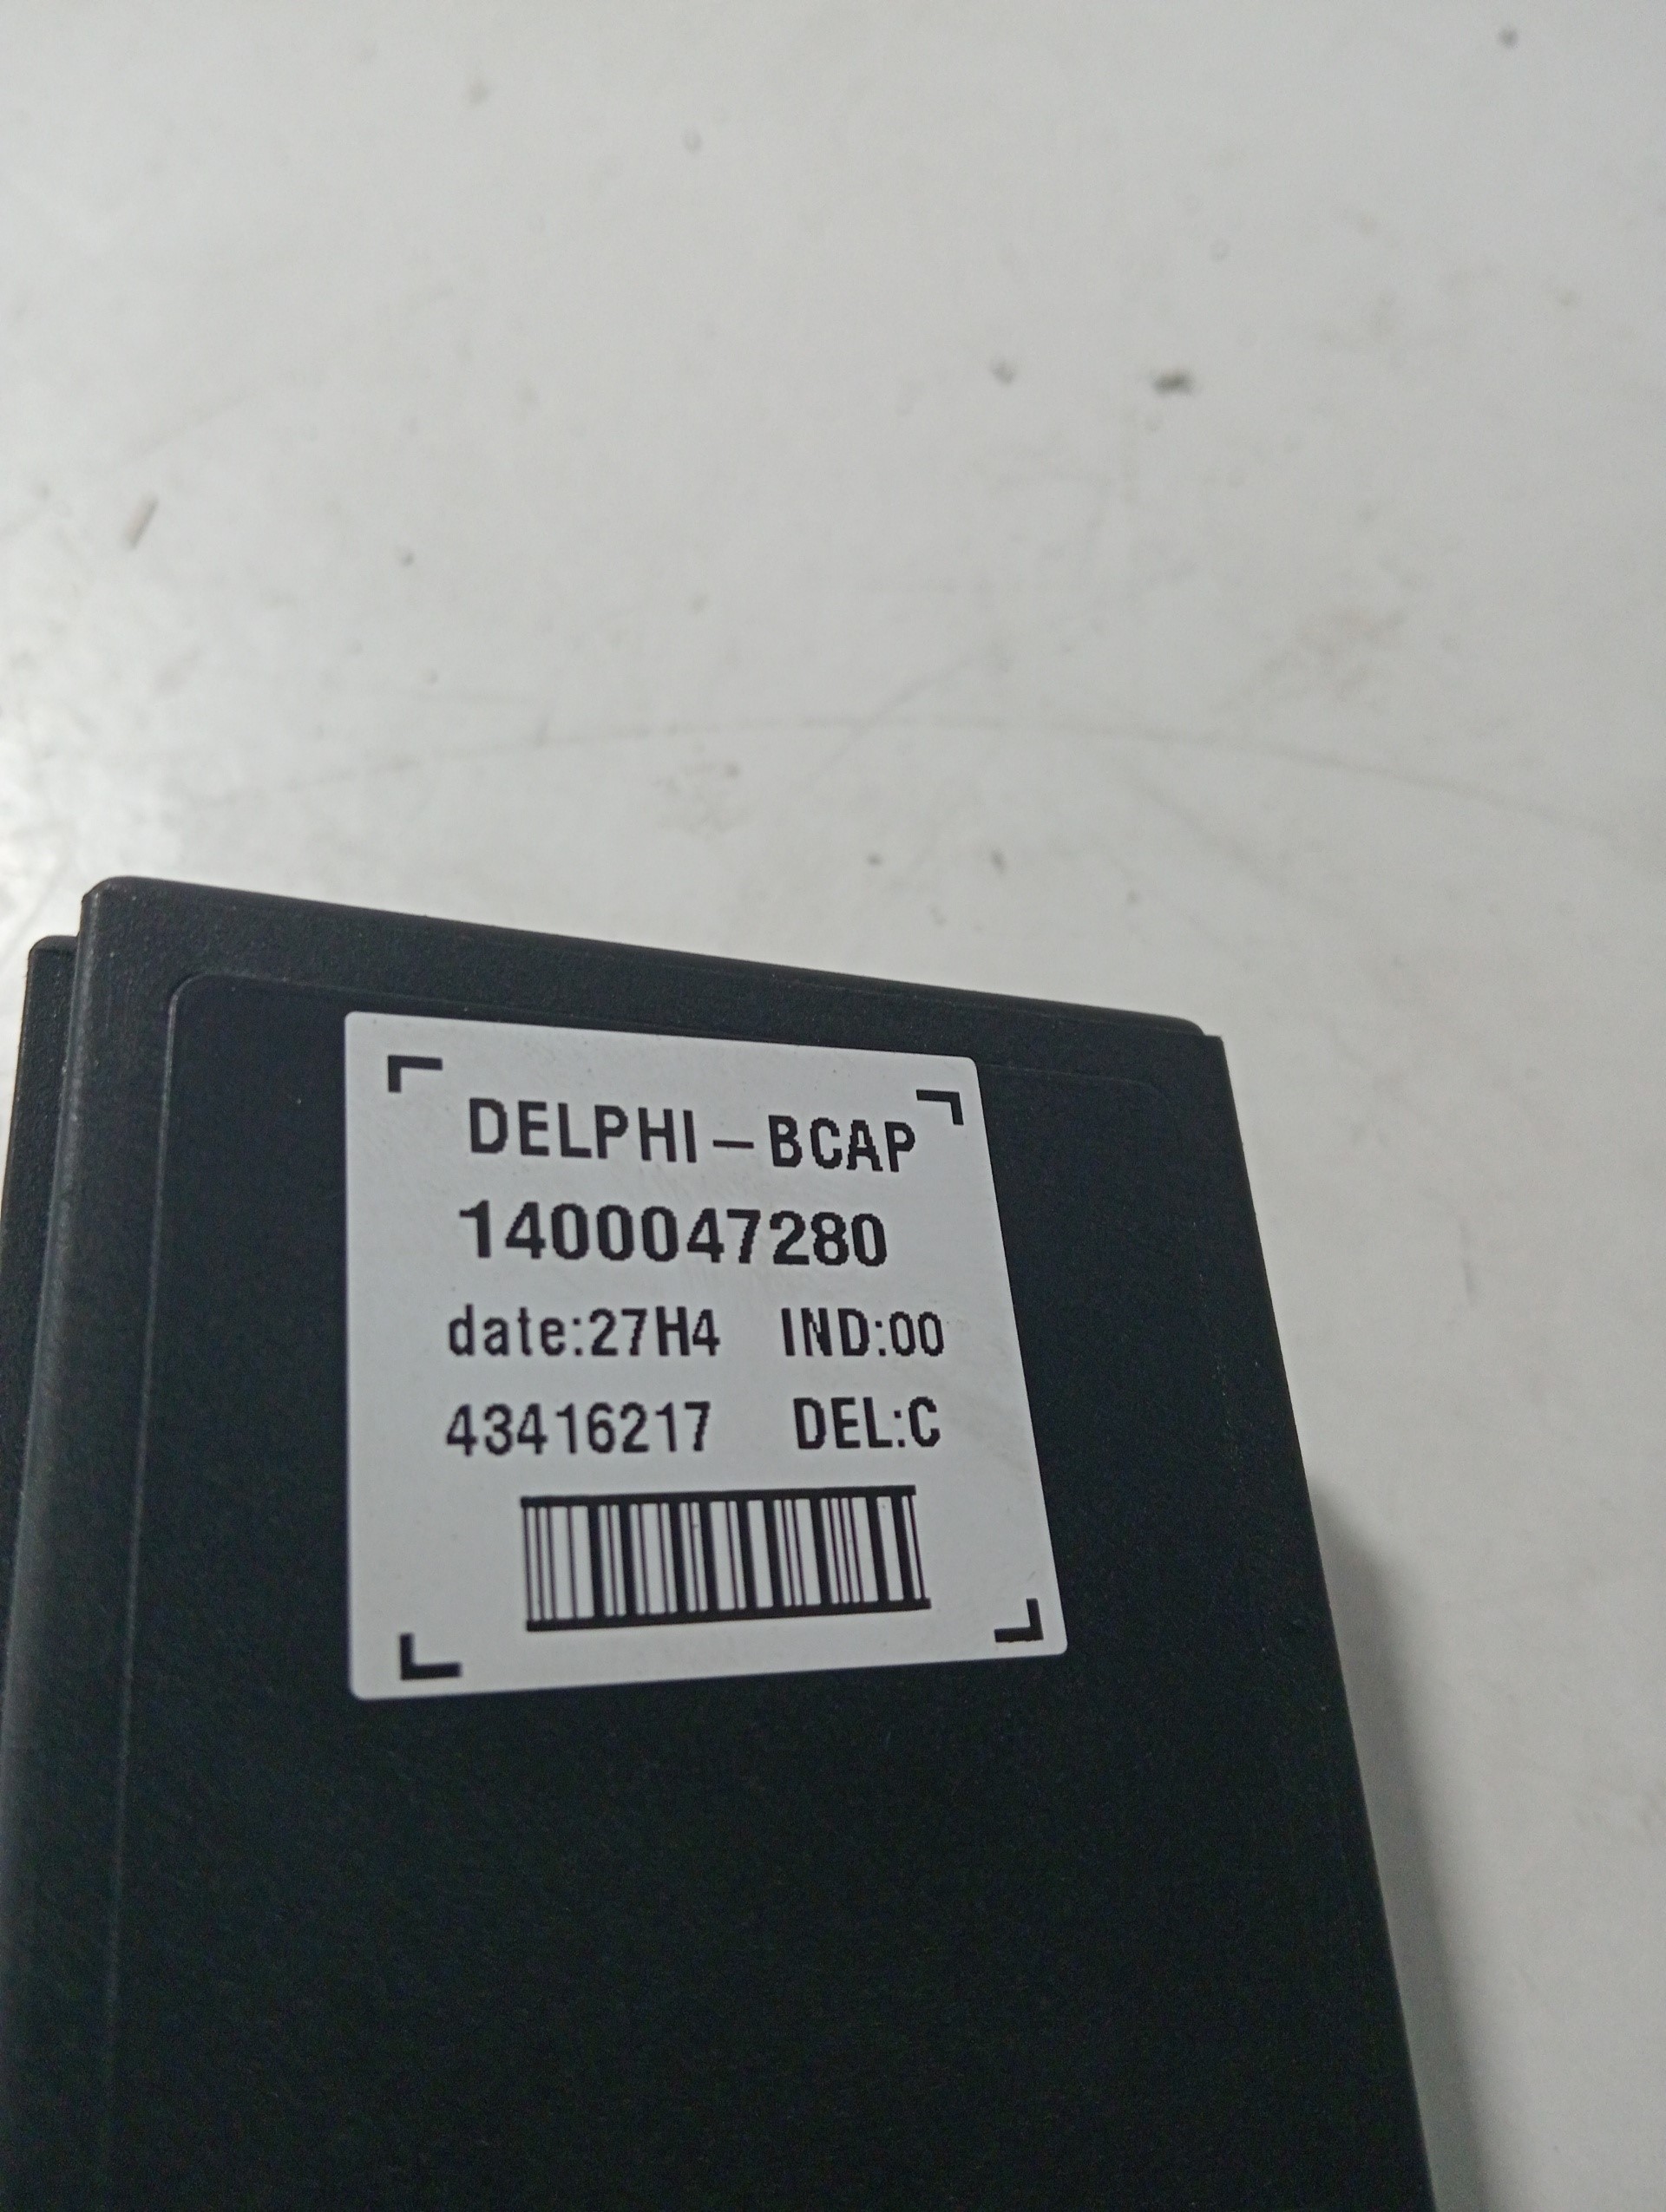 DELPHI-BCAP
1400047280
date:27H4 IND:00
43416217 DEL:C